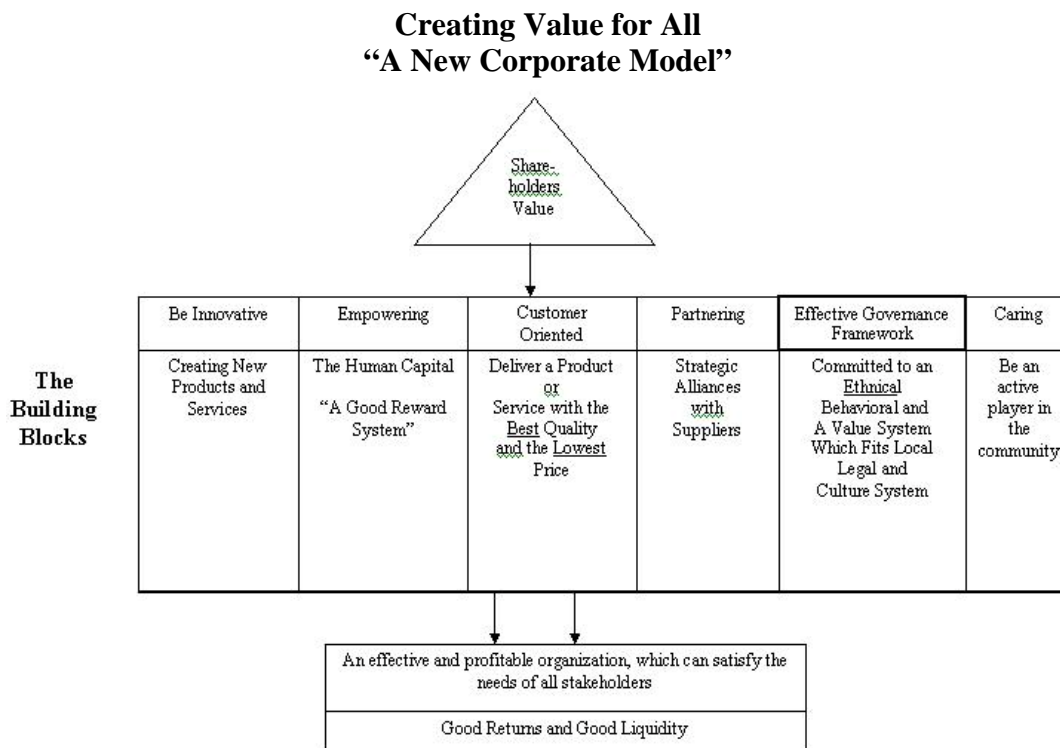 Creating Value for All
“A New Corporate Model”
Share-
holders
Value
The
Building
Blocks
Be Innovative
Empowering
Customer
Oriented
Partnering
Effective Governance
Framework
Caring
Creating New
Products and
Services
The Human Capital
“A Good Reward
System”
Deliver a Product
or
Service with the
Best Quality
and the Lowest
Price
Strategic
Alliances
with
Suppliers
Committed to an
Ethnical
Behavioral and
A Value System
Which Fits Local
Legal and
Culture System
Be an
active
player in
the
community
An effective and profitable organization, which can satisfy the
needs of all stakeholders
Good Returns and Good Liquidity